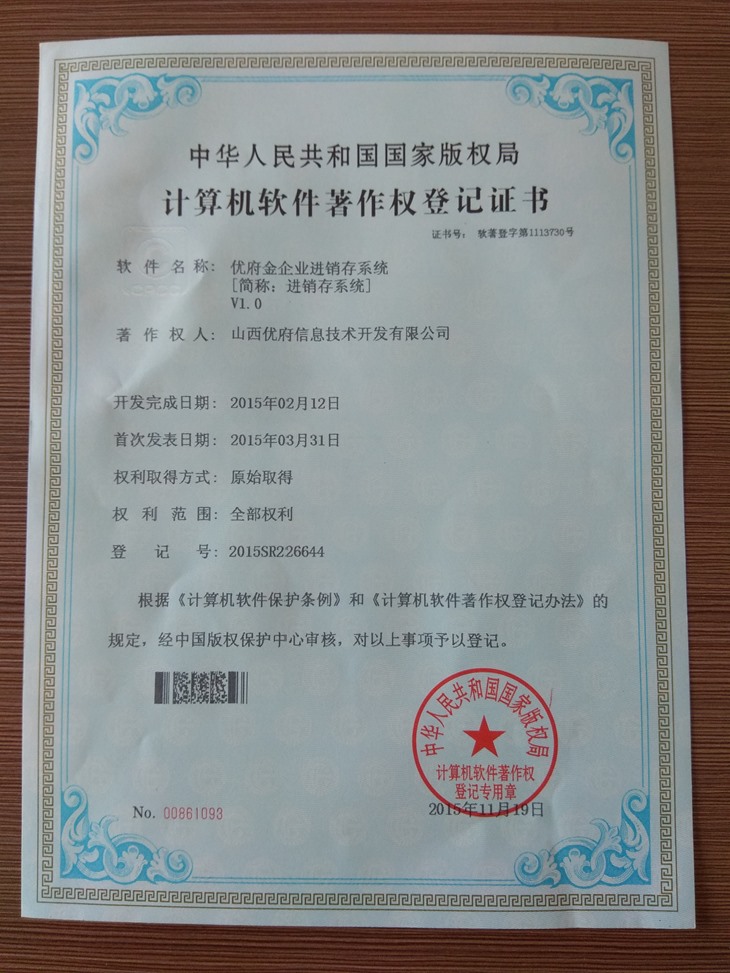 中华人民共和国国家版权局
计算机软件著作权登记证书
证书号： 软著登字第1113730号
软件名称： 优府金企业进销存系统
[简称：进销存系统]
V1.0
著作权人： 山西优府信息技术开发有限公司
开发完成日期： 2015年02月12日
首次发表日期： 2015年03月31日
权利取得方式： 原始取得
权利范围： 全部权利
登记号： 2015SR226644
根据《计算机软件保护条例》和《计算机软件著作权登记办法》的
规定，经中国版权保护中心审核，对以上事项予以登记。
中华人民共和国国家版权局
计算机软件著作权
登记专用章
No. 00861093
2015年11月19日